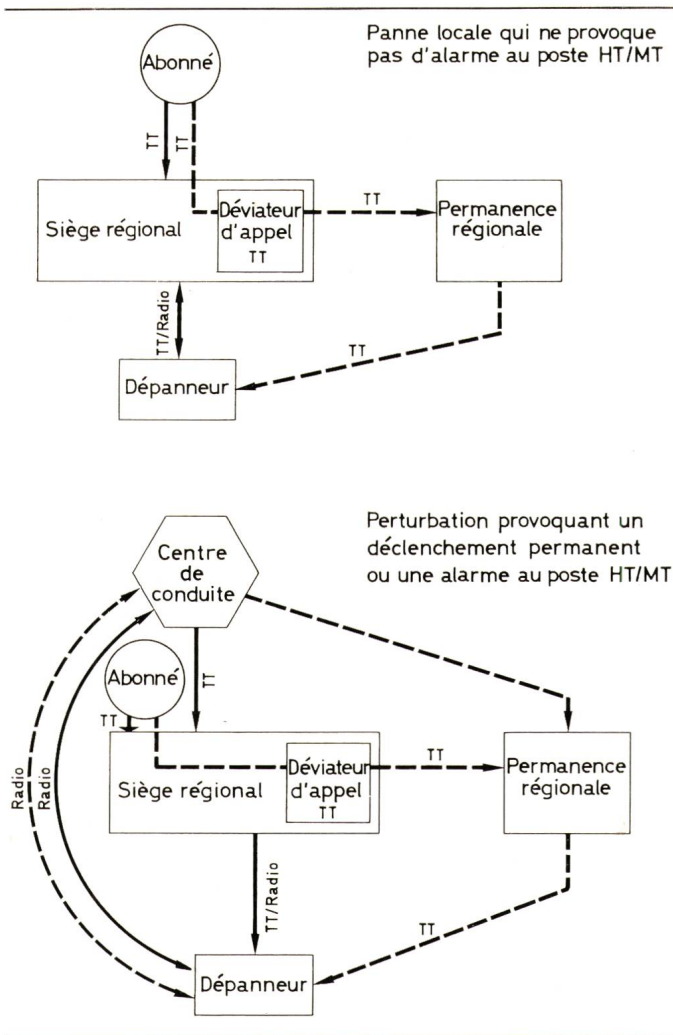 Panne locale qui ne provoque
pas d'alarme au poste HT/MT
Abonné
TT
TT
Siège régional
Déviateur
d'appel
TT
TT
Permanence
régionale
TT/Radio
TT
Dépanneur
Perturbation provoquant un
déclenchement permanent
ou une alarme au poste HT/MT
Centre
de
conduite
TT
Abonné
TT
Radio
Radio
Siège régional
Déviateur
d'appel
TT
TT
Permanence
régionale
TT/Radio
TT
Dépanneur